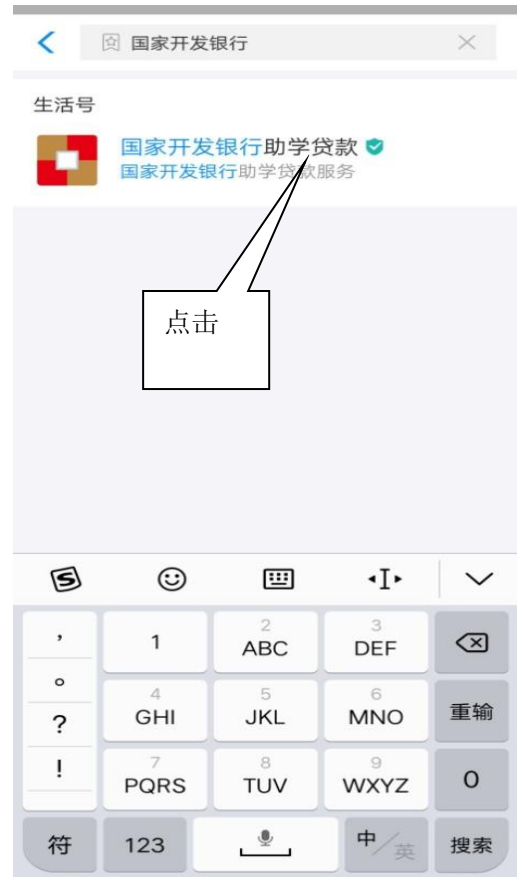 国家开发银行
生活号
国家开发银行助学贷款
国家开发银行助学贷款服务
点击
，
1
2
ABC
3
DEF
。
?
!
4
GHI
5
JKL
6
MNO
重输
7
PQRS
8
TUV
9
WXYZ
0
符
123
中/英
搜索